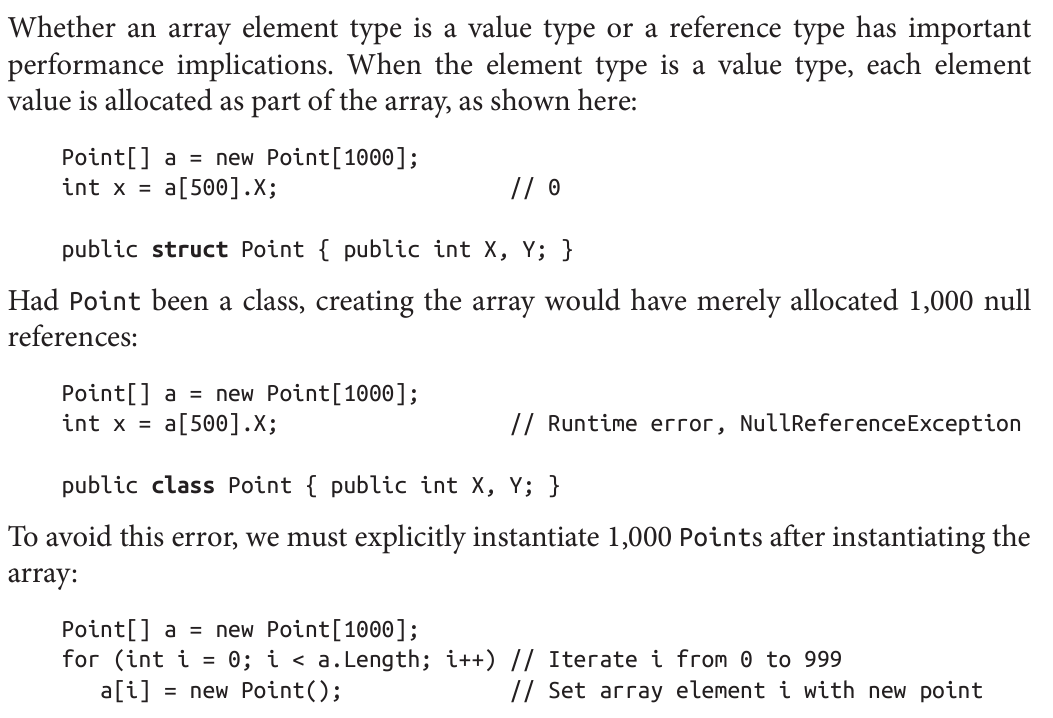 Whether an array element type is a value type or a reference type has important
performance implications. When the element type is a value type, each element
value is allocated as part of the array, as shown here:
Point[] a = new Point[1000];
int x = a[500].X;                  // 0
public struct Point { public int X, Y; }
Had Point been a class, creating the array would have merely allocated 1,000 null
references:
Point[] a = new Point[1000];
int x = a[500].X;                  // Runtime error, NullReferenceException
public class Point { public int X, Y; }
To avoid this error, we must explicitly instantiate 1,000 Points after instantiating the
array:
Point[] a = new Point[1000];
for (int i = 0; i < a.Length; i++) // Iterate i from 0 to 999
   a[i] = new Point();             // Set array element i with new point